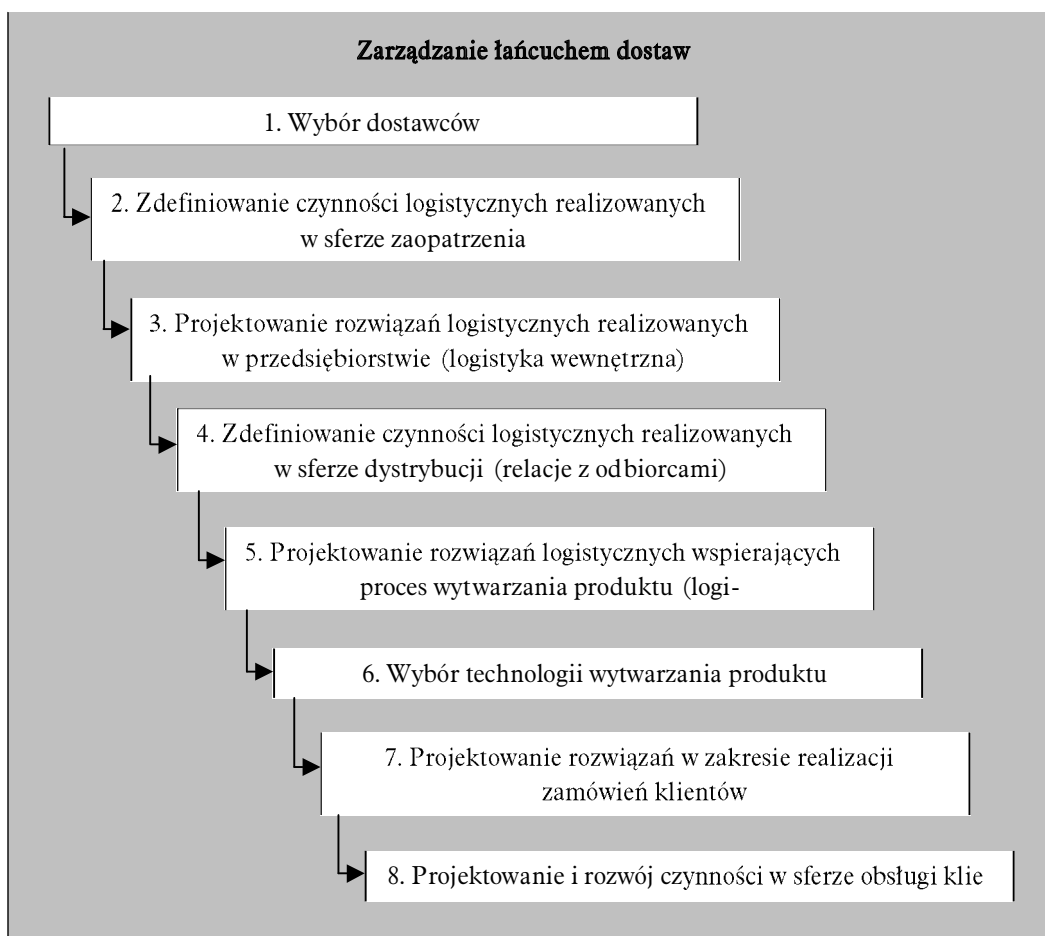 Zarządzanie łańcuchem dostaw
1. Wybór dostawców
2. Zdefiniowanie czynności logistycznych realizowanych
w sferze zaopatrzenia
3. Projektowanie rozwiązań logistycznych realizowanych
w przedsiębiorstwie (logistyka wewnętrzna)
4. Zdefiniowanie czynności logistycznych realizowanych
w sferze dystrybucji (relacje z odbiorcami)
5. Projektowanie rozwiązań logistycznych wspierających
proces wytwarzania produktu (logi-
6. Wybór technologii wytwarzania produktu
7. Projektowanie rozwiązań w zakresie realizacji
zamówień klientów
8. Projektowanie i rozwój czynności w sferze obsługi klie